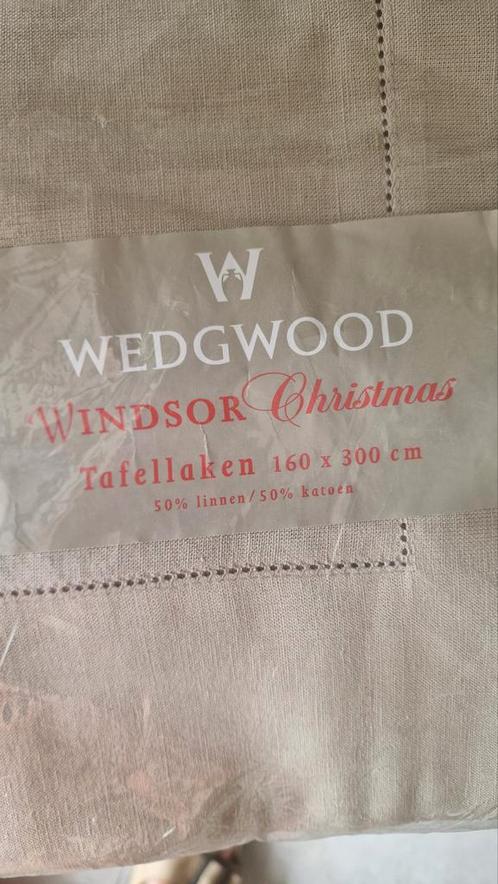 W
WEDGWOOD
WINDSOR Christmas
Tafellaken 160 x 300 cm
50% linnen/50% katoen